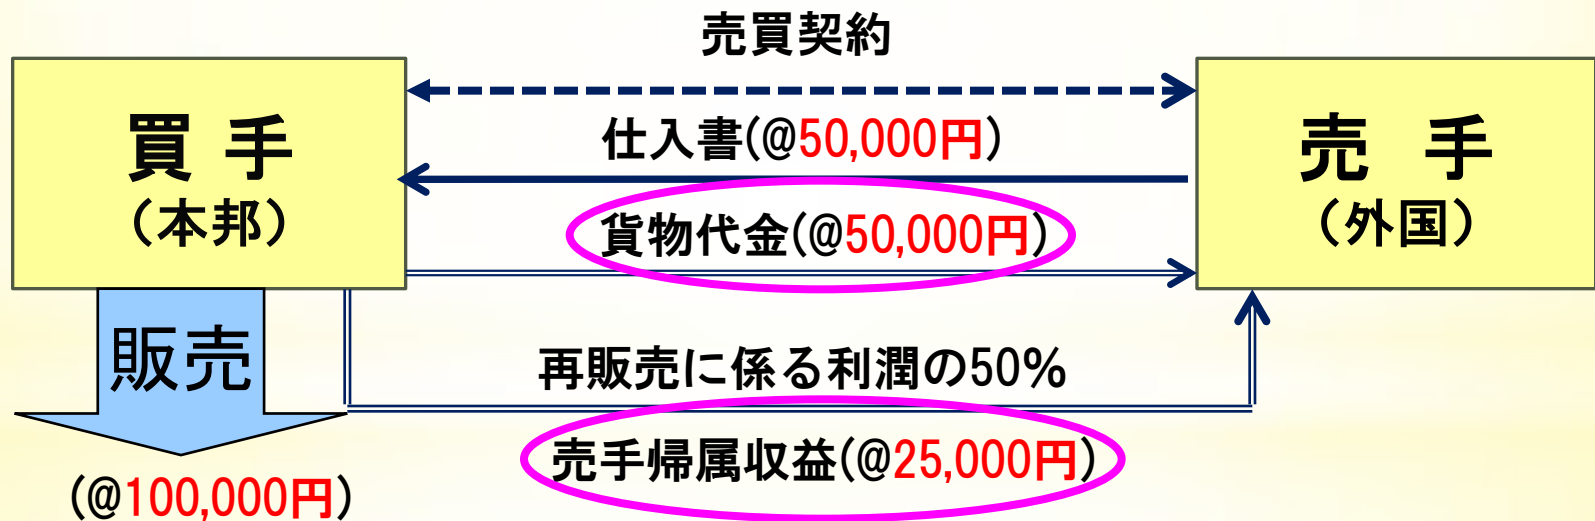 売買契約
買 手
（本邦）
仕入書(@50,000円)
貨物代金(@50,000円)
売 手
（外国）
販売
再販売に係る利潤の50%
売手帰属収益(@25,000円)
(@100,000円)